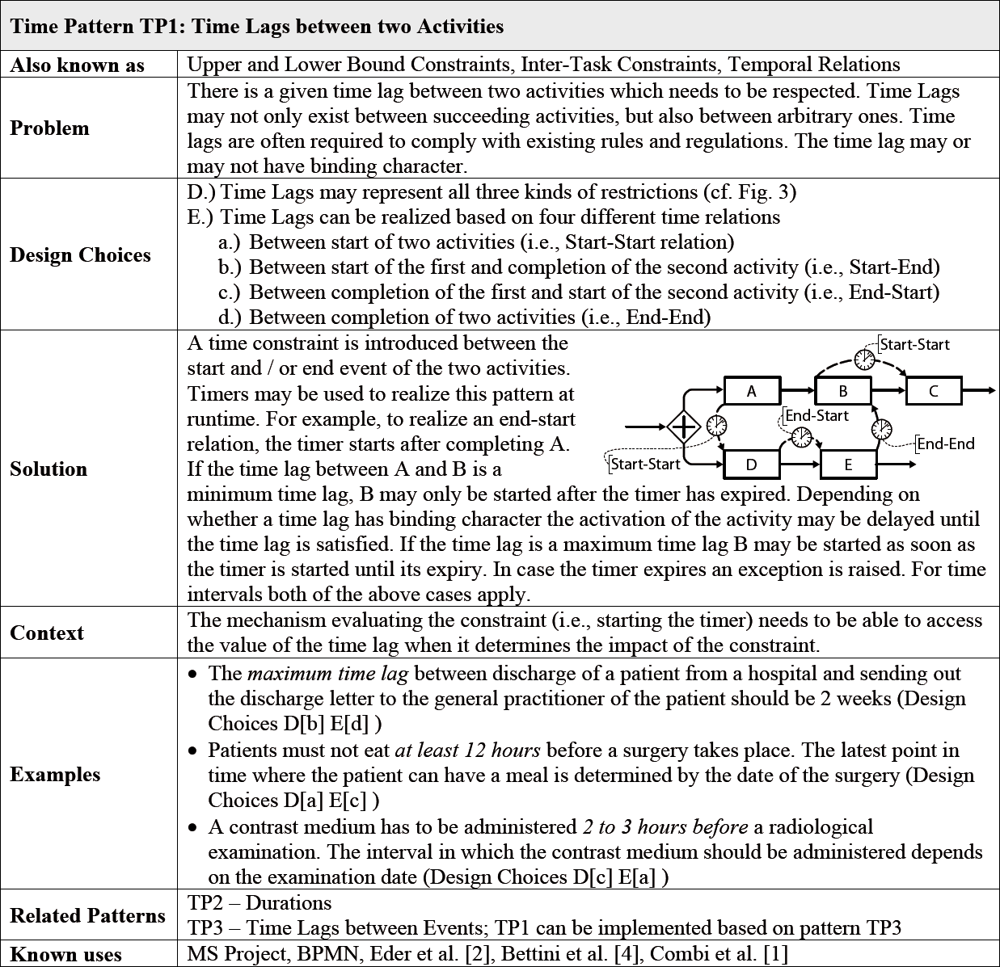 Time Pattern TP1: Time Lags between two Activities
Also known as
Upper and Lower Bound Constraints, Inter-Task Constraints, Temporal Relations
Problem
There is a given time lag between two activities which needs to be respected. Time Lags
may not only exist between succeeding activities, but also between arbitrary ones. Time
lags are often required to comply with existing rules and regulations. The time lag may or
may not have binding character.
Design Choices
D.) Time Lags may represent all three kinds of restrictions (cf. Fig. 3)
E.) Time Lags can be realized based on four different time relations
a.) Between start of two activities (i.e., Start-Start relation)
b.) Between start of the first and completion of the second activity (i.e., Start-End)
c.) Between completion of the first and start of the second activity (i.e., End-Start)
d.) Between completion of two activities (i.e., End-End)
Solution
A time constraint is introduced between the
start and / or end event of the two activities.
Timers may be used to realize this pattern at
runtime. For example, to realize an end-start
relation, the timer starts after completing A.
If the time lag between A and B is a
minimum time lag, B may only be started after the timer has expired. Depending on
whether a time lag has binding character the activation of the activity may be delayed until
the time lag is satisfied. If the time lag is a maximum time lag B may be started as soon as
the timer is started until its expiry. In case the timer expires an exception is raised. For time
intervals both of the above cases apply.
Start-Start
A
B
C
End-Start
End-End
Start-Start
D
E
Context
The mechanism evaluating the constraint (i.e., starting the timer) needs to be able to access
the value of the time lag when it determines the impact of the constraint.
Examples
• The maximum time lag between discharge of a patient from a hospital and sending out
the discharge letter to the general practitioner of the patient should be 2 weeks (Design
Choices D[b] E[d] )
• Patients must not eat at least 12 hours before a surgery takes place. The latest point in
time where the patient can have a meal is determined by the date of the surgery (Design
Choices D[a] E[c] )
• A contrast medium has to be administered 2 to 3 hours before a radiological
examination. The interval in which the contrast medium should be administered depends
on the examination date (Design Choices D[c] E[a] )
Related Patterns
TP2 – Durations
TP3 – Time Lags between Events; TP1 can be implemented based on pattern TP3
Known uses
MS Project, BPMN, Eder et al. [2], Bettini et al. [4], Combi et al. [1]